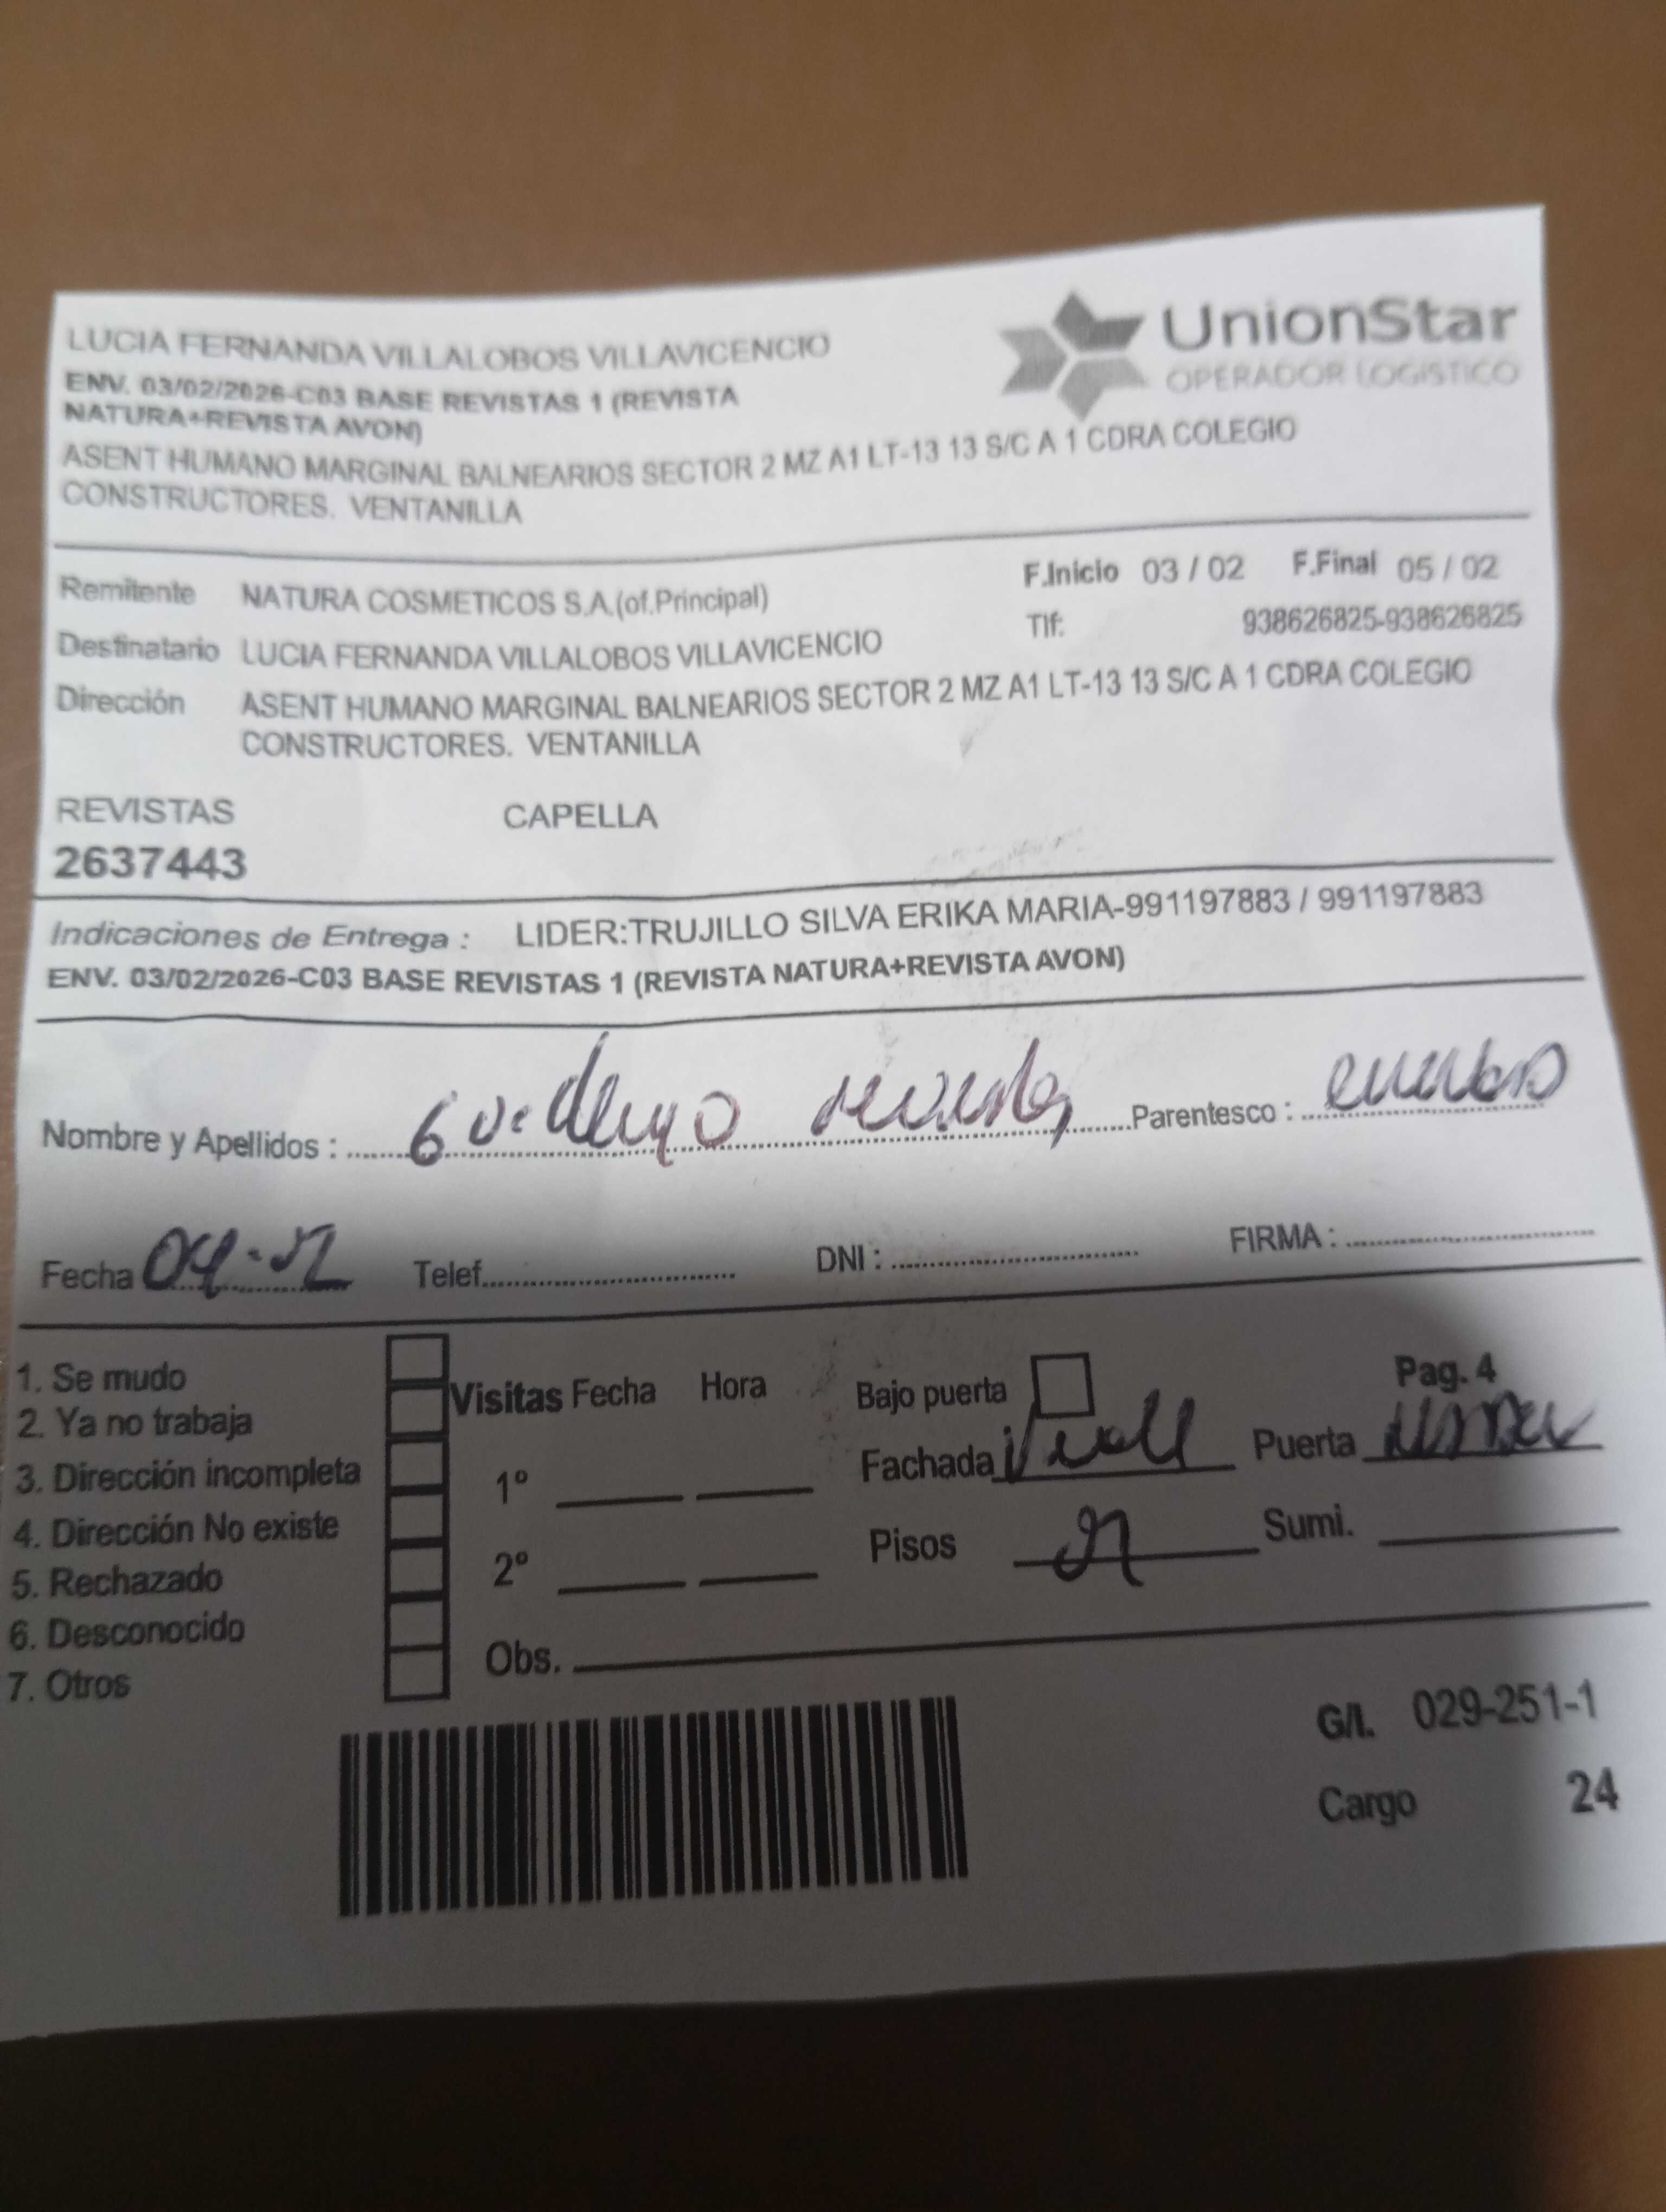 LUCIA FERNANDA VILLALOBOS VILLAVICENCIO
UnionStar
OPERADOR LOGISTICO
ENV. 03/02/2026-C03 BASE REVISTAS 1 (REVISTA
NATURA+REVISTA AVON)
ASENT HUMANO MARGINAL BALNEARIOS SECTOR 2 MZ A1 LT-13 13 S/C A 1 CDRA COLEGIO
CONSTRUCTORES. VENTANILLA
Remitente NATURA COSMETICOS S.A.(of.Principal) F.Inicio 03 / 02 F.Final 05 / 02
Destinatario LUCIA FERNANDA VILLALOBOS VILLAVICENCIO Tlf: 938626825-938626825
Dirección ASENT HUMANO MARGINAL BALNEARIOS SECTOR 2 MZ A1 LT-13 13 S/C A 1 CDRA COLEGIO
CONSTRUCTORES. VENTANILLA
REVISTAS CAPELLA
2637443
Indicaciones de Entrega : LIDER:TRUJILLO SILVA ERIKA MARIA-991197883 / 991197883
ENV. 03/02/2026-C03 BASE REVISTAS 1 (REVISTA NATURA+REVISTA AVON)
Nombre y Apellidos : Parentesco :
Fecha Telef. DNI : FIRMA :
1. Se mudo
2. Ya no trabaja
3. Dirección incompleta
4. Dirección No existe
5. Rechazado
6. Desconocido
7. Otros
Visitas Fecha Hora
1º
2º
Obs.
Bajo puerta
Pag. 4
Fachada Puerta
Pisos Sumi.
G/I. 029-251-1
Cargo 24